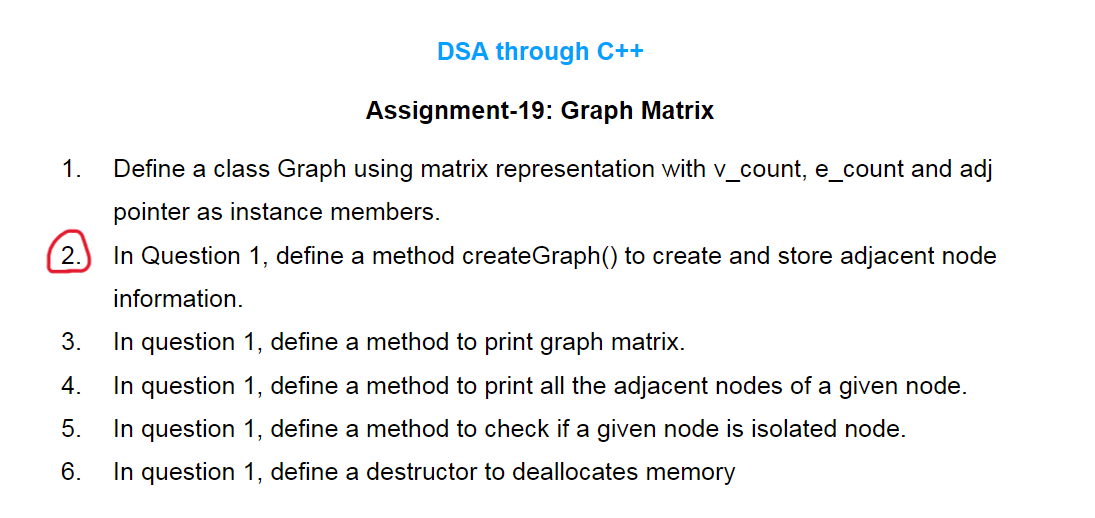 DSA through C++
Assignment-19: Graph Matrix
1. Define a class Graph using matrix representation with v_count, e_count and adj
pointer as instance members.
2. In Question 1, define a method createGraph() to create and store adjacent node
information.
3. In question 1, define a method to print graph matrix.
4. In question 1, define a method to print all the adjacent nodes of a given node.
5. In question 1, define a method to check if a given node is isolated node.
6. In question 1, define a destructor to deallocates memory